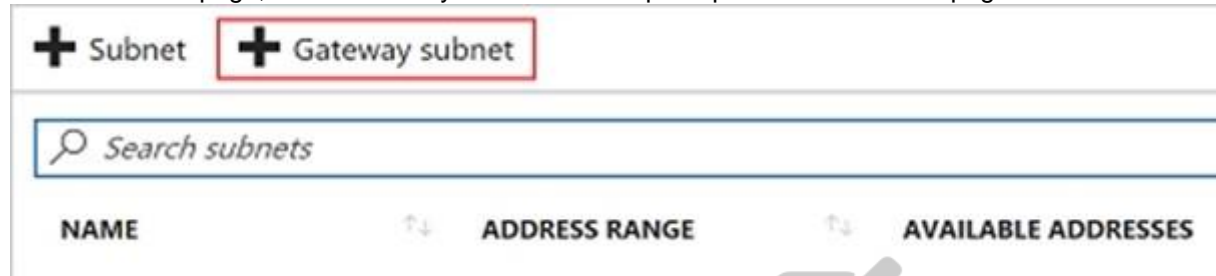 Subnet Gateway subnet
Search subnets
NAME ADDRESS RANGE AVAILABLE ADDRESSES